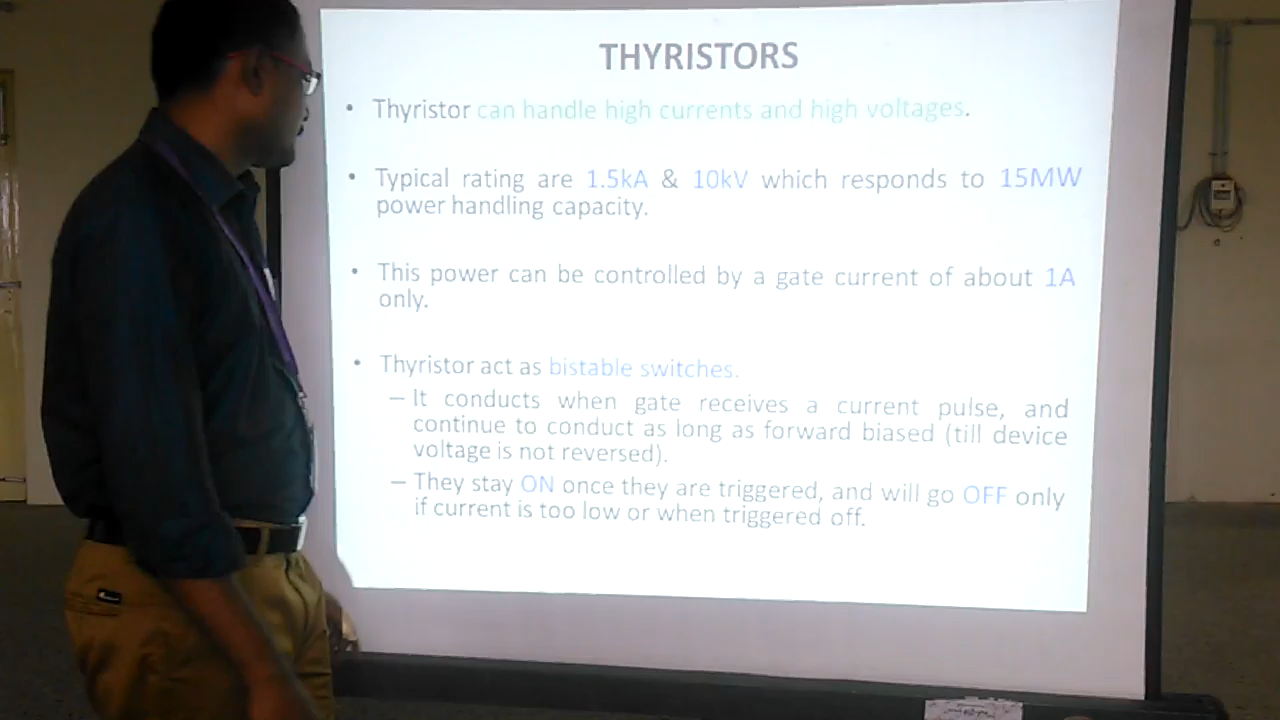 THYRISTORS
• Thyristor can handle high currents and high voltages.
• Typical rating are 1.5kA & 10kV which responds to 15MW
power handling capacity.
• This power can be controlled by a gate current of about 1A
only.
• Thyristor act as bistable switches.
– It conducts when gate receives a current pulse, and
continue to conduct as long as forward biased (till device
voltage is not reversed).
– They stay ON once they are triggered, and will go OFF only
if current is too low or when triggered off.